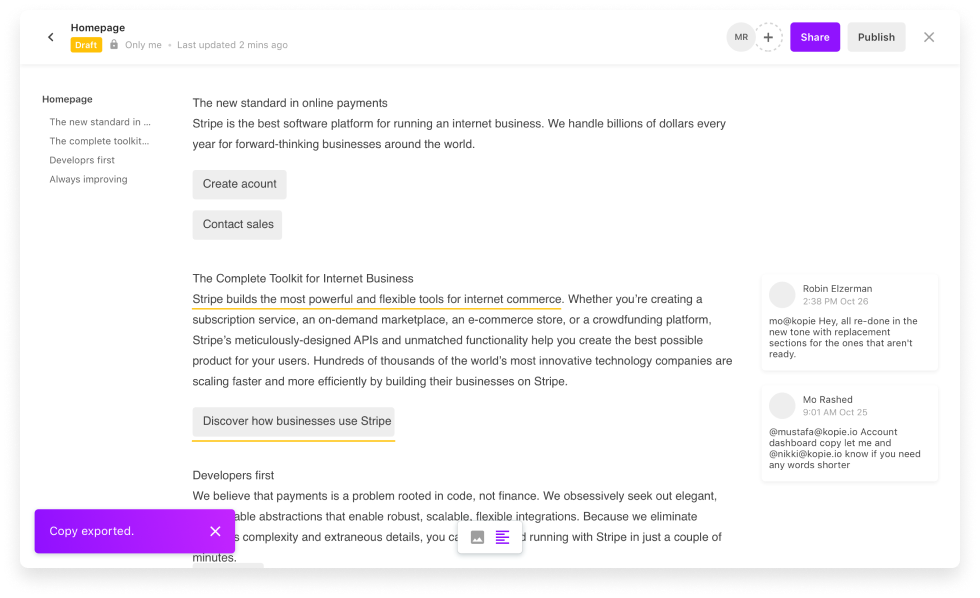 Homepage
Draft Only me • Last updated 2 mins ago
MR
+
Share
Publish
Homepage
The new standard in ...
The complete toolkit...
Developrs first
Always improving
The new standard in online payments
Stripe is the best software platform for running an internet business. We handle billions of dollars every
year for forward-thinking businesses around the world.
Create acount
Contact sales
The Complete Toolkit for Internet Business
Stripe builds the most powerful and flexible tools for internet commerce. Whether you’re creating a
subscription service, an on-demand marketplace, an e-commerce store, or a crowdfunding platform,
Stripe’s meticulously-designed APIs and unmatched functionality help you create the best possible
product for your users. Hundreds of thousands of the world’s most innovative technology companies are
scaling faster and more efficiently by building their businesses on Stripe.
Discover how businesses use Stripe
Developers first
We believe that payments is a problem rooted in code, not finance. We obsessively seek out elegant,
abstractions that enable robust, scalable, flexible integrations. Because we eliminate
complexity and extraneous details, you running with Stripe in just a couple of
minutes.
Robin Elzerman
2:38 PM Oct 26
mo@kopie Hey, all re-done in the
new tone with replacement
sections for the ones that aren't
ready.
Mo Rashed
9:01 AM Oct 25
@mustafa@kopie.io Account
dashboard copy let me and
@nikki@kopie.io know if you need
any words shorter
Copy exported.